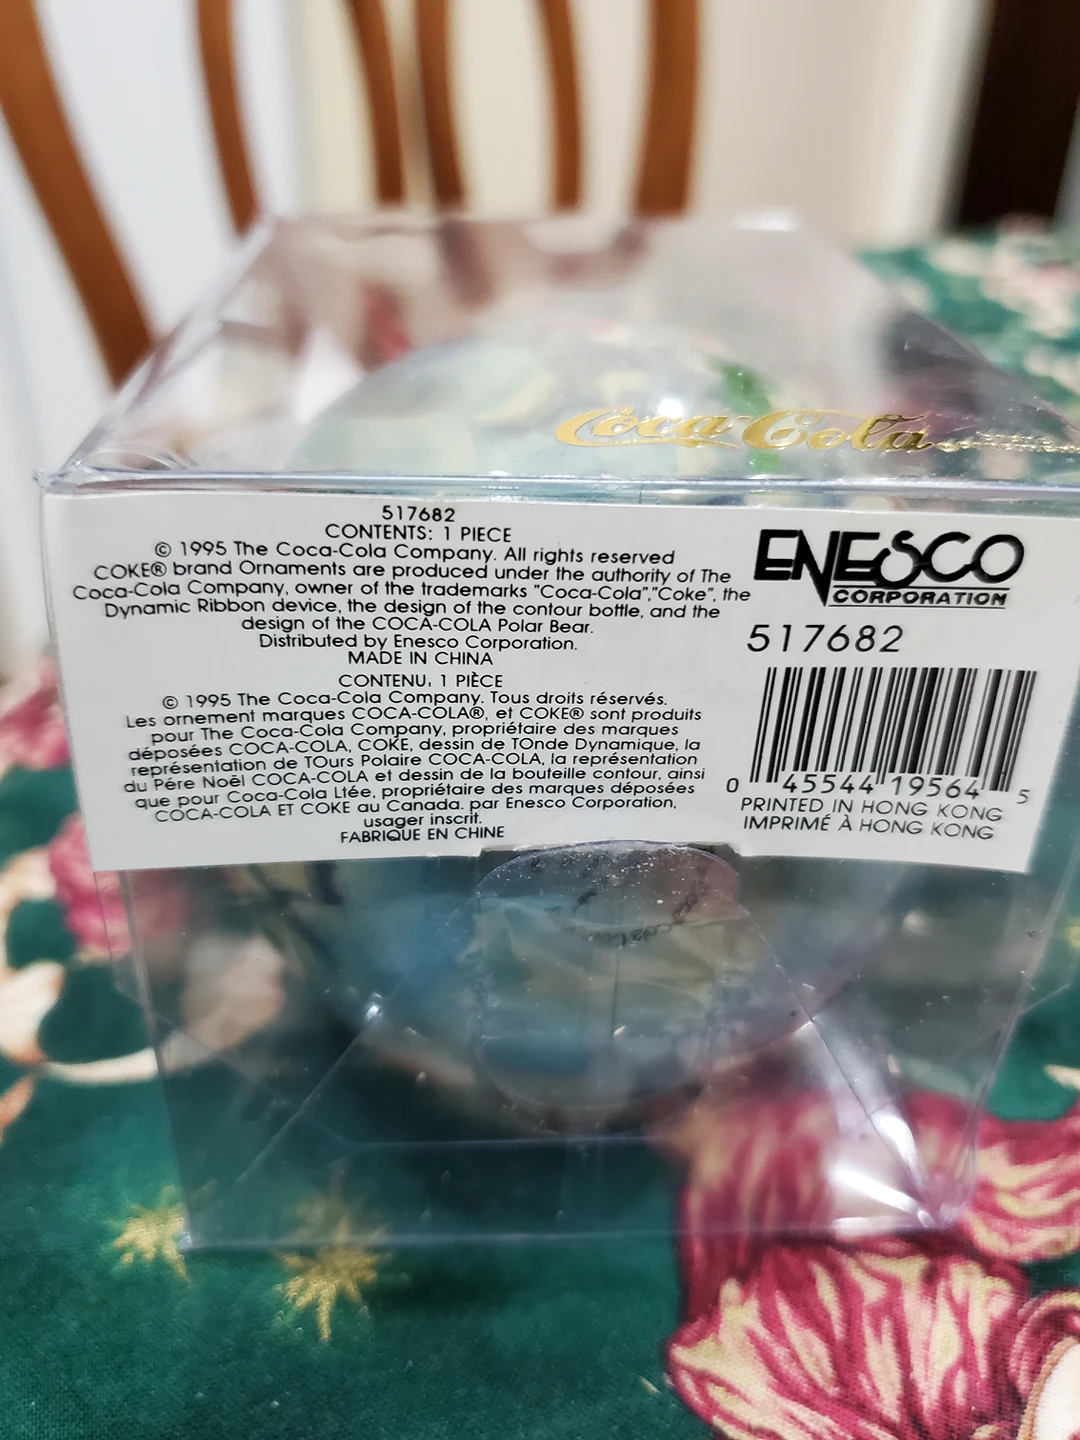 Coca-Cola
517682
CONTENTS: 1 PIECE
© 1995 The Coca-Cola Company. All rights reserved
COKE® brand Ornaments are produced under the authority of The
Coca-Cola Company, owner of the trademarks "Coca-Cola","Coke", the
Dynamic Ribbon device, the design of the contour bottle, and the
design of the COCA-COLA Polar Bear.
Distributed by Enesco Corporation.
MADE IN CHINA
CONTENU. 1 PIÈCE
© 1995 The Coca-Cola Company. Tous droits réservés.
Les ornement marques COCA-COLA®, et COKE® sont produits
pour The Coca-Cola Company, propriétaire des marques
déposées COCA-COLA, COKE, dessin de TOnde Dynamique, la
représentation de TOurs Polaire COCA-COLA, la représentation
du Pére Noël COCA-COLA et dessin de la bouteille contour, ainsi
que pour Coca-Cola Ltée, propriétaire des marques déposées
COCA-COLA ET COKE au Canada. par Enesco Corporation,
usager inscrit.
FABRIQUE EN CHINE
ENESCO
CORPORATION
517682
0 45544 19564 5
PRINTED IN HONG KONG
IMPRIMÉ À HONG KONG